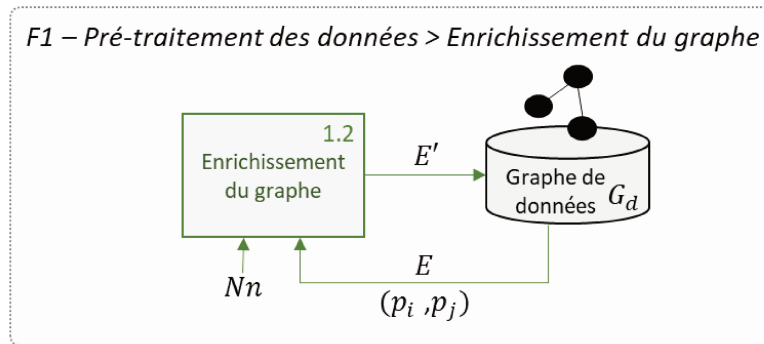 F1 – Pré-traitement des données > Enrichissement du graphe
1.2
Enrichissement
du graphe
E'
Graphe de
données G_d
E
Nn
(p_i ,p_j)